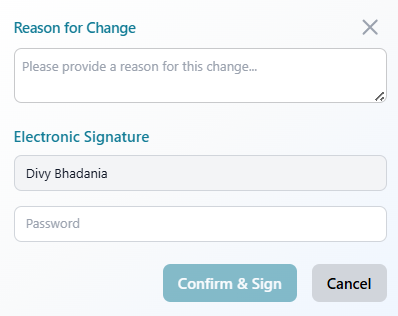 Reason for Change
Please provide a reason for this change...
Electronic Signature
Divy Bhadania
Password
Confirm & Sign
Cancel